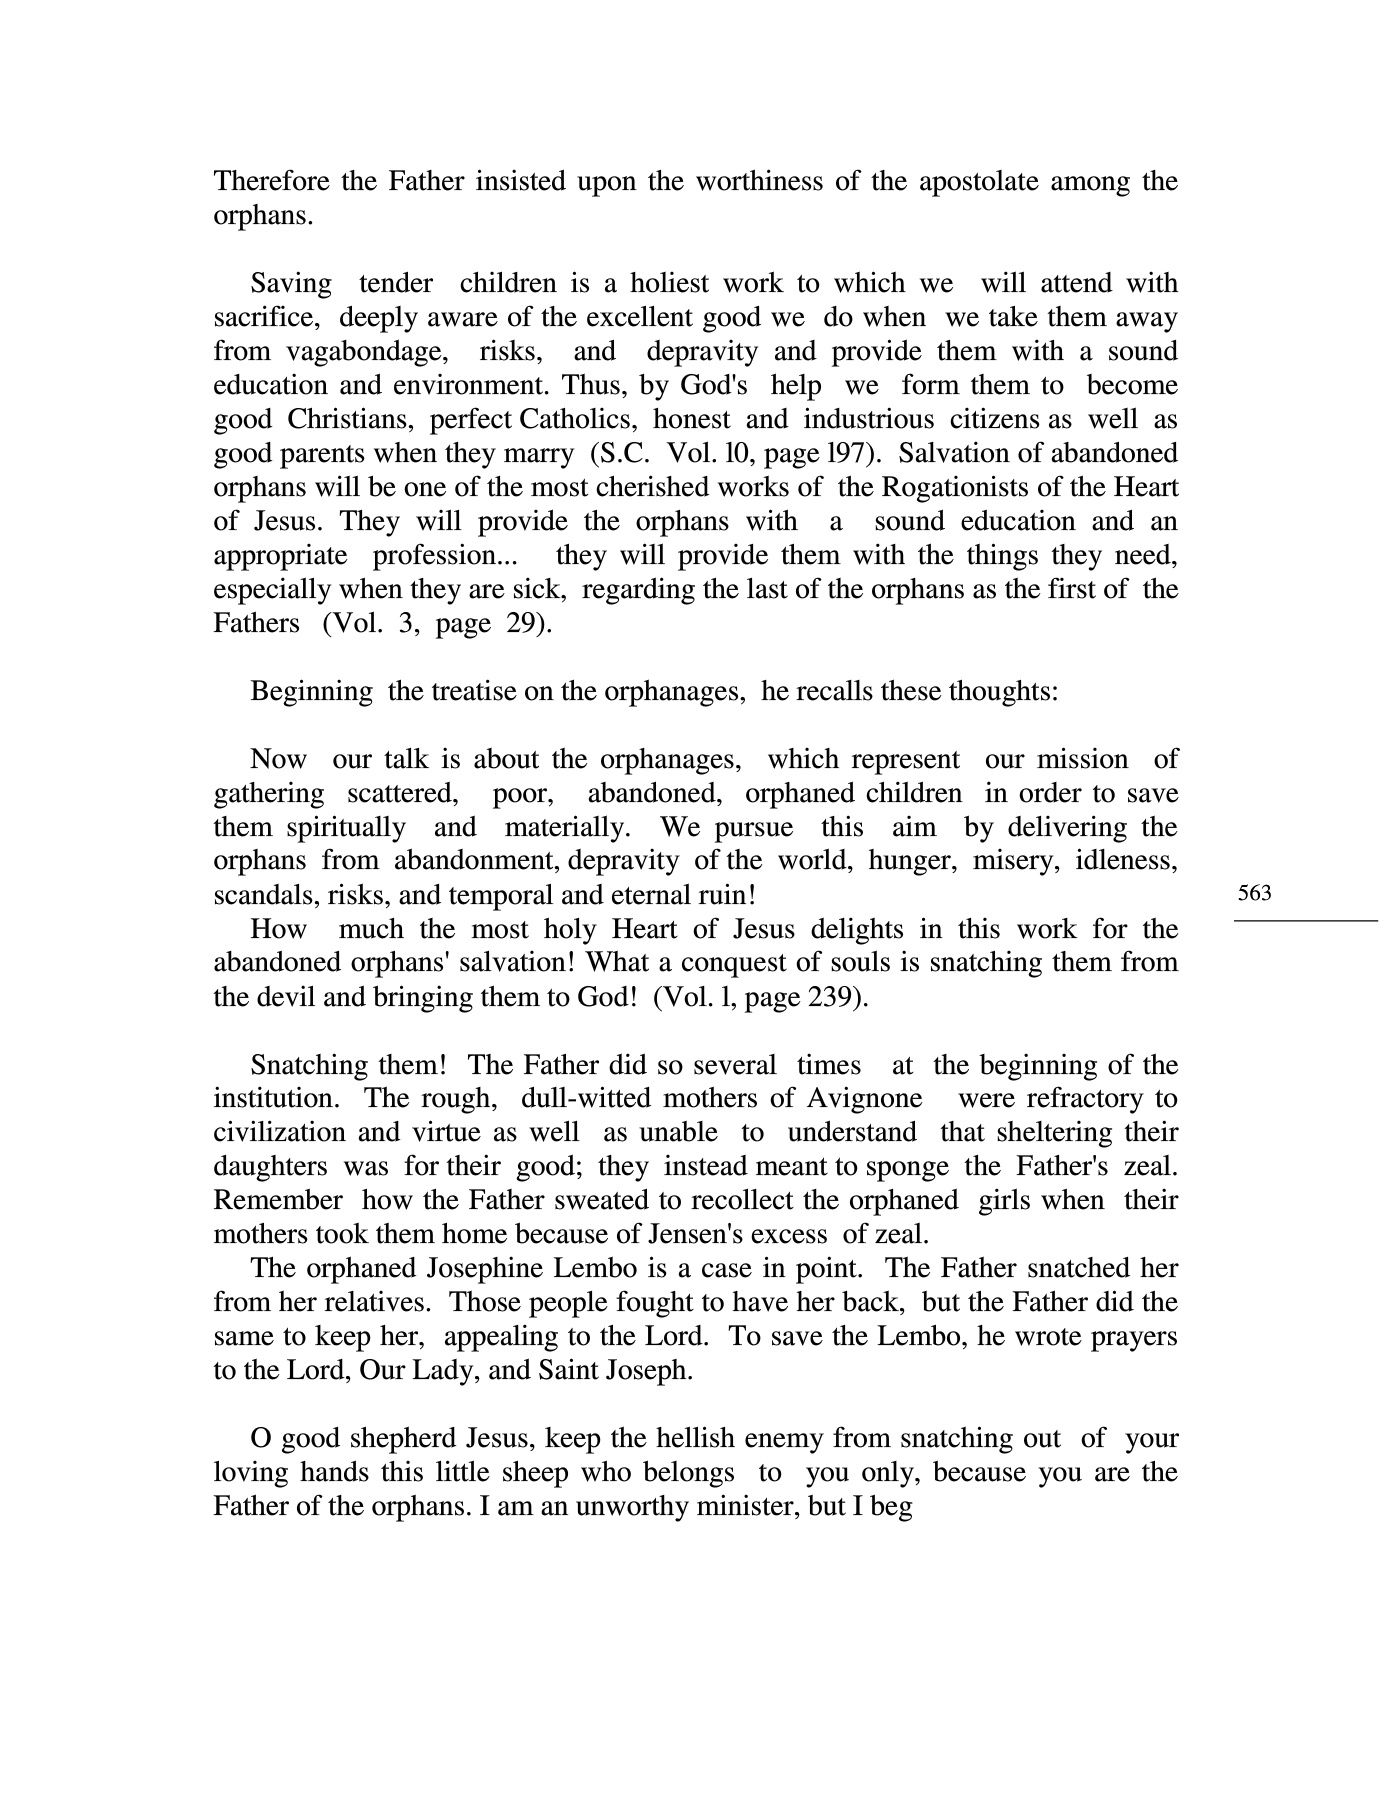 Therefore the Father insisted upon the worthiness of the apostolate among the
orphans.
Saving tender children is a holiest work to which we will attend with
sacrifice, deeply aware of the excellent good we do when we take them away
from vagabondage, risks, and depravity and provide them with a sound
education and environment. Thus, by God's help we form them to become
good Christians, perfect Catholics, honest and industrious citizens as well as
good parents when they marry (S.C. Vol. l0, page l97). Salvation of abandoned
orphans will be one of the most cherished works of the Rogationists of the Heart
of Jesus. They will provide the orphans with a sound education and an
appropriate profession... they will provide them with the things they need,
especially when they are sick, regarding the last of the orphans as the first of the
Fathers (Vol. 3, page 29).
Beginning the treatise on the orphanages, he recalls these thoughts:
Now our talk is about the orphanages, which represent our mission of
gathering scattered, poor, abandoned, orphaned children in order to save
them spiritually and materially. We pursue this aim by delivering the
orphans from abandonment, depravity of the world, hunger, misery, idleness,
scandals, risks, and temporal and eternal ruin!
563
How much the most holy Heart of Jesus delights in this work for the
abandoned orphans' salvation! What a conquest of souls is snatching them from
the devil and bringing them to God! (Vol. l, page 239).
Snatching them! The Father did so several times at the beginning of the
institution. The rough, dull-witted mothers of Avignone were refractory to
civilization and virtue as well as unable to understand that sheltering their
daughters was for their good; they instead meant to sponge the Father's zeal.
Remember how the Father sweated to recollect the orphaned girls when their
mothers took them home because of Jensen's excess of zeal.
The orphaned Josephine Lembo is a case in point. The Father snatched her
from her relatives. Those people fought to have her back, but the Father did the
same to keep her, appealing to the Lord. To save the Lembo, he wrote prayers
to the Lord, Our Lady, and Saint Joseph.
O good shepherd Jesus, keep the hellish enemy from snatching out of your
loving hands this little sheep who belongs to you only, because you are the
Father of the orphans. I am an unworthy minister, but I beg